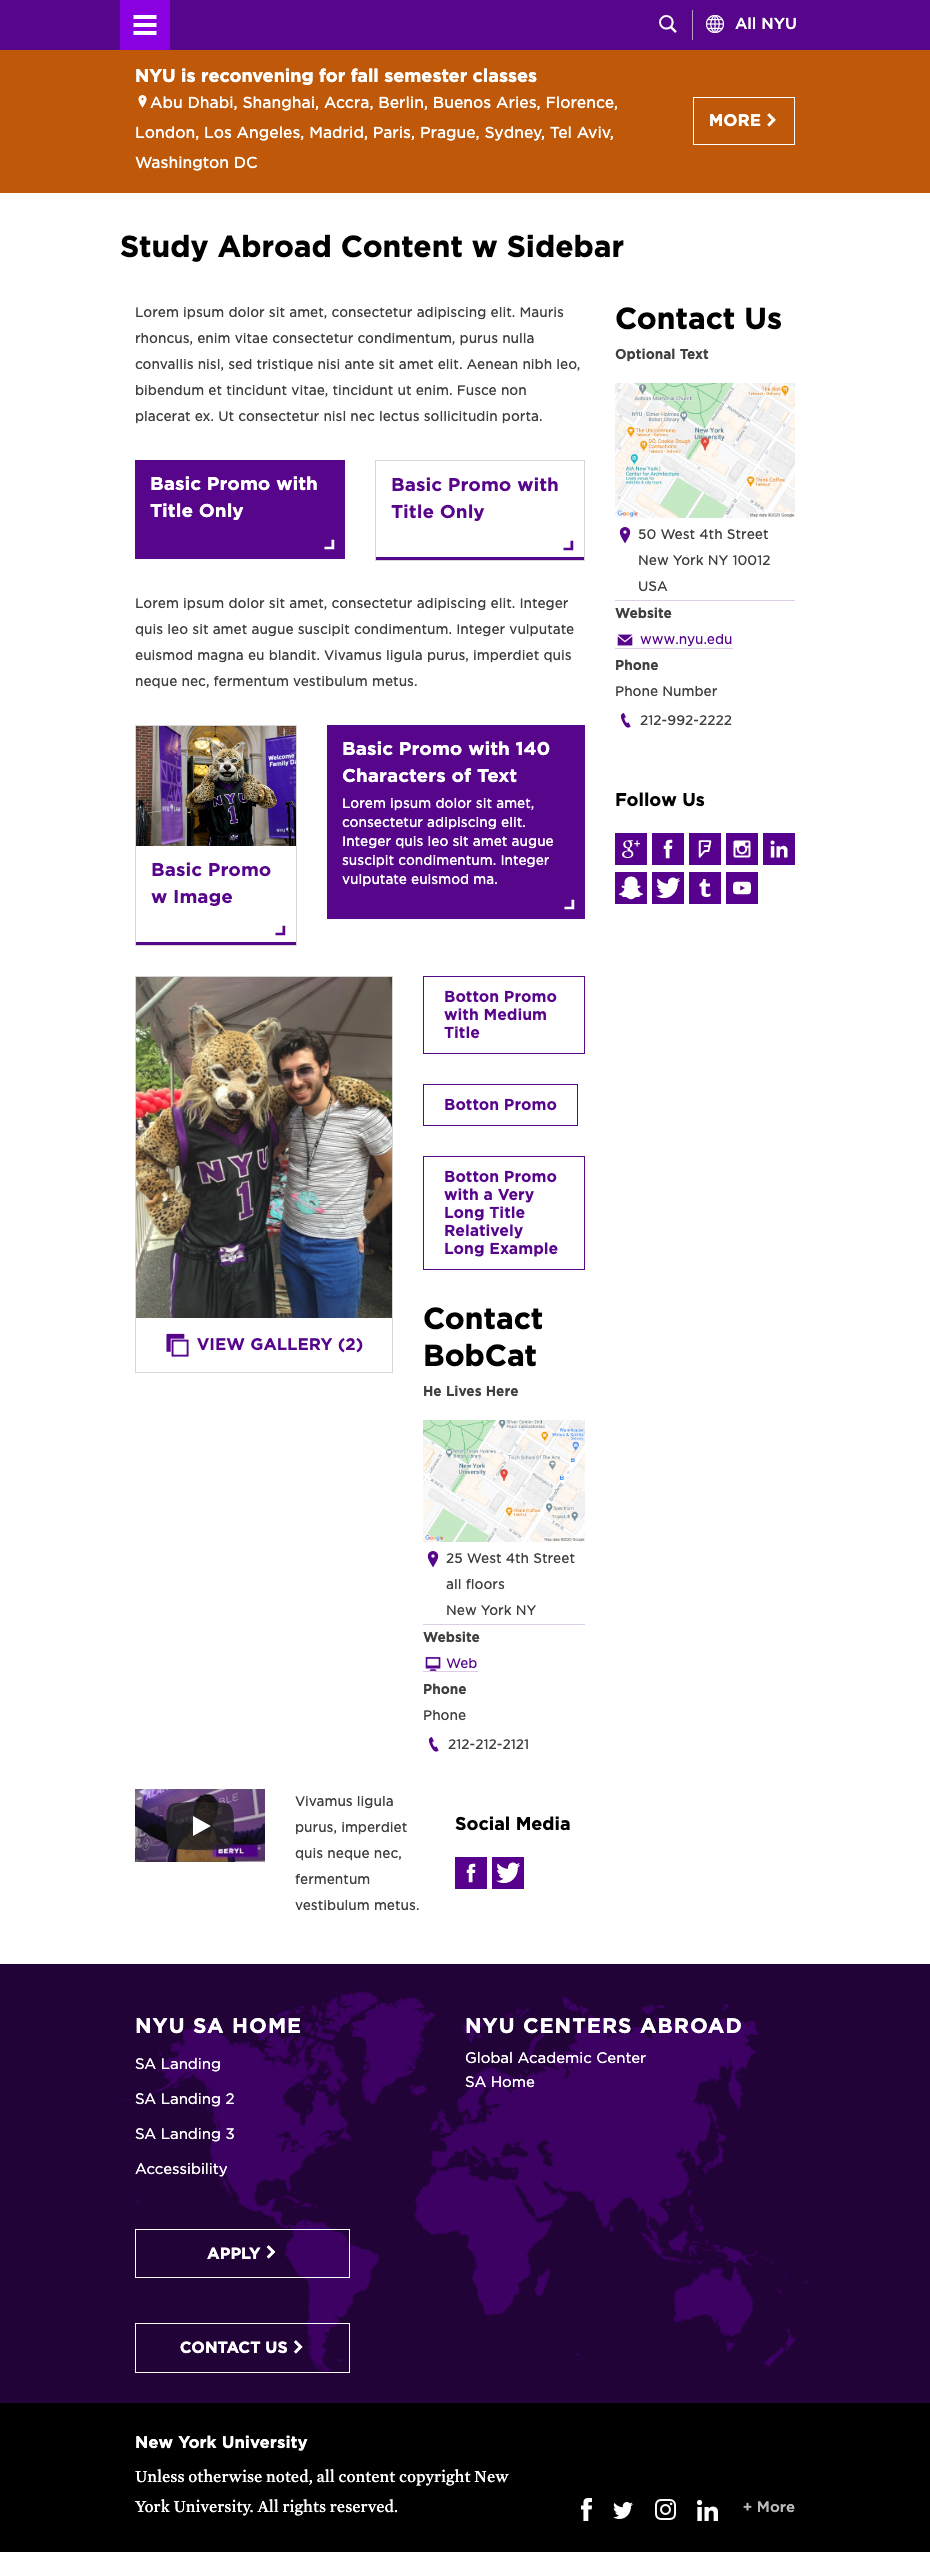 All NYU
NYU is reconvening for fall semester classes
Abu Dhabi, Shanghai, Accra, Berlin, Buenos Aries, Florence,
London, Los Angeles, Madrid, Paris, Prague, Sydney, Tel Aviv,
Washington DC
MORE
Study Abroad Content w Sidebar
Lorem ipsum dolor sit amet, consectetur adipiscing elit. Mauris
rhoncus, enim vitae consectetur condimentum, purus nulla
convallis nisl, sed tristique nisi ante sit amet elit. Aenean nibh leo,
bibendum et tincidunt vitae, tincidunt ut enim. Fusce non
placerat ex. Ut consectetur nisl nec lectus sollicitudin porta.
Basic Promo with
Title Only
Basic Promo with
Title Only
Lorem ipsum dolor sit amet, consectetur adipiscing elit. Integer
quis leo sit amet augue suscipit condimentum. Integer vulputate
euismod magna eu blandit. Vivamus ligula purus, imperdiet quis
neque nec, fermentum vestibulum metus.
Welcome
NYU
1
Basic Promo
w Image
Basic Promo with 140
Characters of Text
Lorem ipsum dolor sit amet,
consectetur adipiscing elit.
Integer quis leo sit amet augue
suscipit condimentum. Integer
vulputate euismod ma.
NYU
1
VIEW GALLERY (2)
Botton Promo
with Medium
Title
Botton Promo
Botton Promo
with a Very
Long Title
Relatively
Long Example
Contact
BobCat
He Lives Here
New York
University
Google
25 West 4th Street
all floors
New York NY
Website
Web
Phone
Phone
212-212-2121
BERYL
Vivamus ligula
purus, imperdiet
quis neque nec,
fermentum
vestibulum metus.
Social Media
Contact Us
Optional Text
New York
University
Google
50 West 4th Street
New York NY 10012
USA
Website
www.nyu.edu
Phone
Phone Number
212-992-2222
Follow Us
NYU SA HOME
SA Landing
SA Landing 2
SA Landing 3
Accessibility
APPLY
CONTACT US
NYU CENTERS ABROAD
Global Academic Center
SA Home
New York University
Unless otherwise noted, all content copyright New
York University. All rights reserved.
+ More